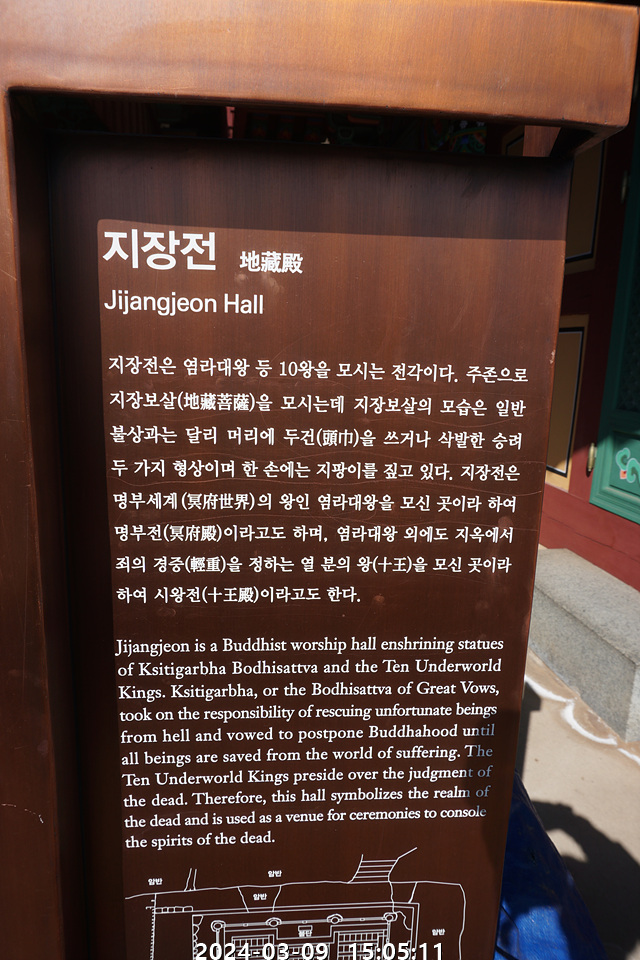 지장전 地藏殿
Jijangjeon Hall
지장전은 염라대왕 등 10왕을 모시는 전각이다. 주존으로
지장보살(地藏菩薩)을 모시는데 지장보살의 모습은 일반
불상과는 달리 머리에 두건(頭巾)을 쓰거나 삭발한 승려
두 가지 형상이며 한 손에는 지팡이를 짚고 있다. 지장전은
명부세계(冥府世界)의 왕인 염라대왕을 모신 곳이라 하여
명부전(冥府殿)이라고도 하며, 염라대왕 외에도 지옥에서
죄의 경중(輕重)을 정하는 열 분의 왕(十王)을 모신 곳이라
하여 시왕전(十王殿)이라고도 한다.
Jijangjeon is a Buddhist worship hall enshrining statues
of Ksitigarbha Bodhisattva and the Ten Underworld
Kings. Ksitigarbha, or the Bodhisattva of Great Vows,
took on the responsibility of rescuing unfortunate beings
from hell and vowed to postpone Buddhahood until
all beings are saved from the world of suffering. The
Ten Underworld Kings preside over the judgment of
the dead. Therefore, this hall symbolizes the realm of
the dead and is used as a venue for ceremonies to console
the spirits of the dead.
암반 암반
암반
암반
2024-03-09 15:05:11